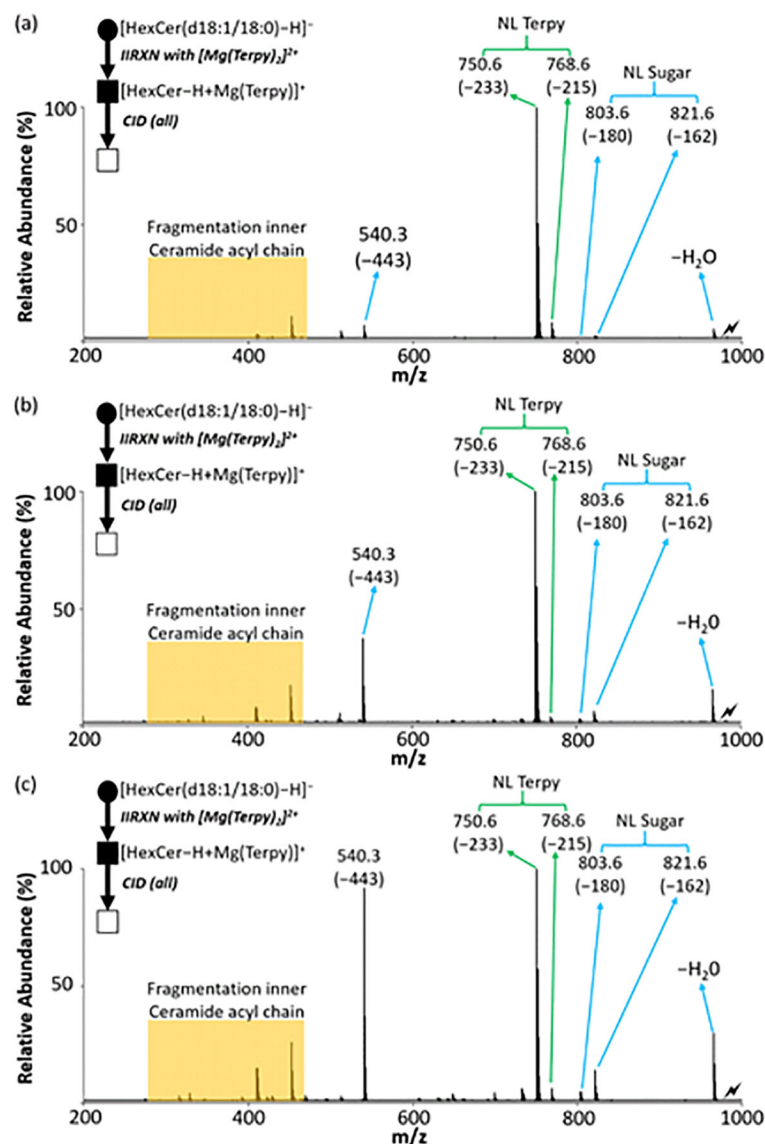 (a)
[HexCer(d18:1/18:0)−H]⁻
IIRXN with [Mg(Terpy)₂]²⁺
[HexCer−H+Mg(Terpy)]⁺
CID (all)
NL Terpy
750.6
(−233)
768.6
(−215)
NL Sugar
803.6
(−180)
821.6
(−162)
Fragmentation inner
Ceramide acyl chain
540.3
(−443)
−H₂O
Relative Abundance (%)
100
50
200
400
600
800
1000
m/z
(b)
[HexCer(d18:1/18:0)−H]⁻
IIRXN with [Mg(Terpy)₂]²⁺
[HexCer−H+Mg(Terpy)]⁺
CID (all)
NL Terpy
750.6
(−233)
768.6
(−215)
NL Sugar
803.6
(−180)
821.6
(−162)
540.3
(−443)
Fragmentation inner
Ceramide acyl chain
−H₂0
Relative Abundance (%)
100
50
200
400
600
800
1000
m/z
(c)
[HexCer(d18:1/18:0)−H]⁻
IIRXN with [Mg(Terpy)₂]²⁺
[HexCer−H+Mg(Terpy)]⁺
CID (all)
NL Terpy
750.6
(−233)
768.6
(−215)
NL Sugar
803.6
(−180)
821.6
(−162)
540.3
(−443)
−H₂0
Fragmentation inner
Ceramide acyl chain
Relative Abundance (%)
100
50
200
400
600
800
1000
m/z